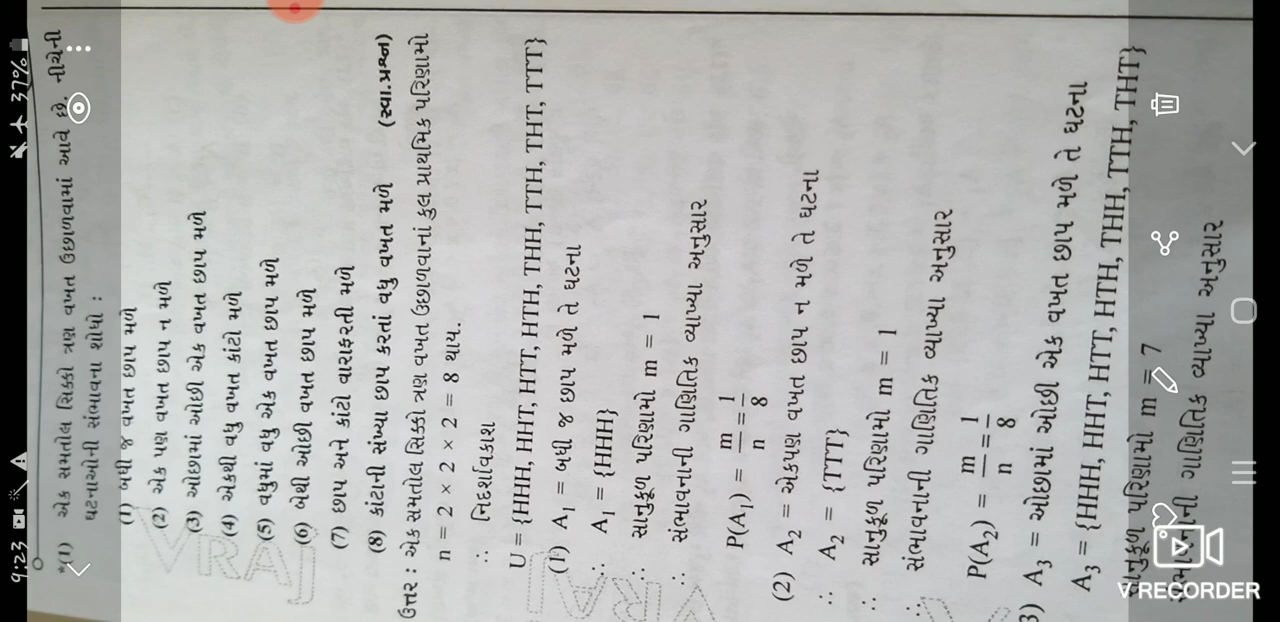 9:23
37%
*(1) એક સમતોલ સિક્કો ત્રણ વખત ઉછાળવામાં આવે છે. નીચેની
ઘટનાઓની સંભાવના શોધો :
(1) બધી જ વખત છાપ મળે
(2) એક પણ વખત છાપ ન મળે
(3) ઓછામાં ઓછી એક વખત છાપ મળે
(4) એકથી વધુ વખત કાંટો મળે
(5) વધુમાં વધુ એક વખત છાપ મળે
(6) બેથી ઓછી વખત છાપ મળે
(7) છાપ અને કાંટો વારાફરતી મળે
(8) કાંટાની સંખ્યા છાપ કરતાં વધુ વખત મળે (સ્વા.પ્રશ્ન)
ઉત્તર : એક સમતોલ સિક્કો ત્રણ વખત ઉછાળવાનાં કુલ પ્રાથમિક પરિણામો
n = 2 × 2 × 2 = 8 થાય.
∴ નિદર્શાવકાશ
U = {HHH, HHT, HTT, HTH, THH, TTH, THT, TTT}
(1) A₁ = બધી જ છાપ મળે તે ઘટના
∴ A₁ = {HHH}
∴ સાનુકૂળ પરિણામો m = 1
∴ સંભાવનાની ગાણિતિક વ્યાખ્યા અનુસાર
P(A₁) = m/n = 1/8
(2) A₂ = એકપણ વખત છાપ ન મળે તે ઘટના
∴ A₂ = {TTT}
∴ સાનુકૂળ પરિણામો m = 1
∴ સંભાવનાની ગાણિતિક વ્યાખ્યા અનુસાર
P(A₂) = m/n = 1/8
3) A₃ = ઓછામાં ઓછી એક વખત છાપ મળે તે ઘટના
A₃ = {HHH, HHT, HTT, HTH, THH, TTH, THT}
સાનુકૂળ પરિણામો m = 7
ગાણિતિક વ્યાખ્યા અનુસાર
VRAJ
V RECORDER